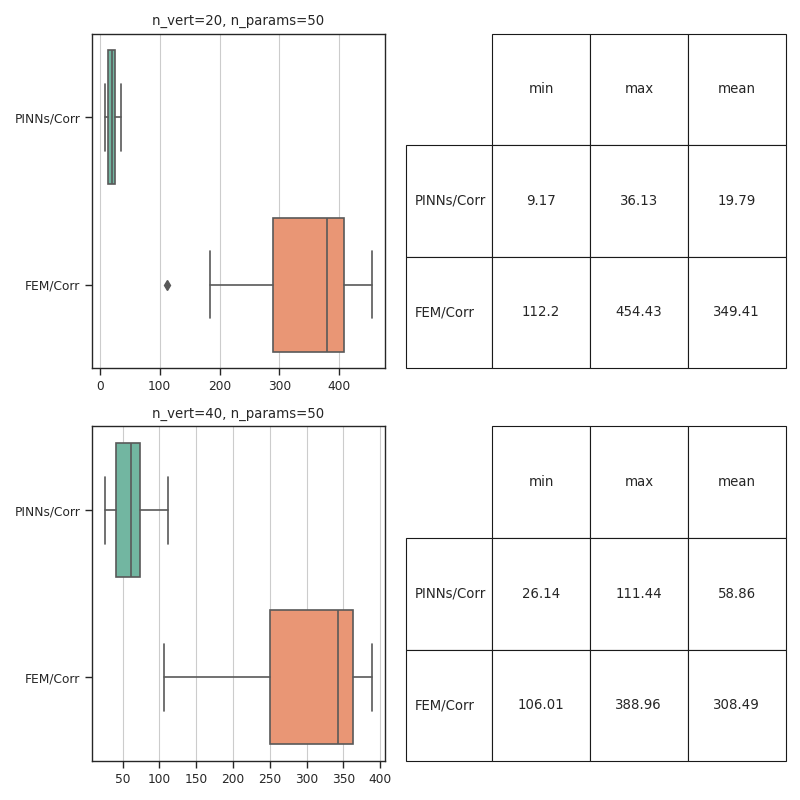 n_vert=20, n_params=50
PINNs/Corr
FEM/Corr
0 100 200 300 400
min max mean
PINNs/Corr 9.17 36.13 19.79
FEM/Corr 112.2 454.43 349.41
n_vert=40, n_params=50
PINNs/Corr
FEM/Corr
50 100 150 200 250 300 350 400
min max mean
PINNs/Corr 26.14 111.44 58.86
FEM/Corr 106.01 388.96 308.49